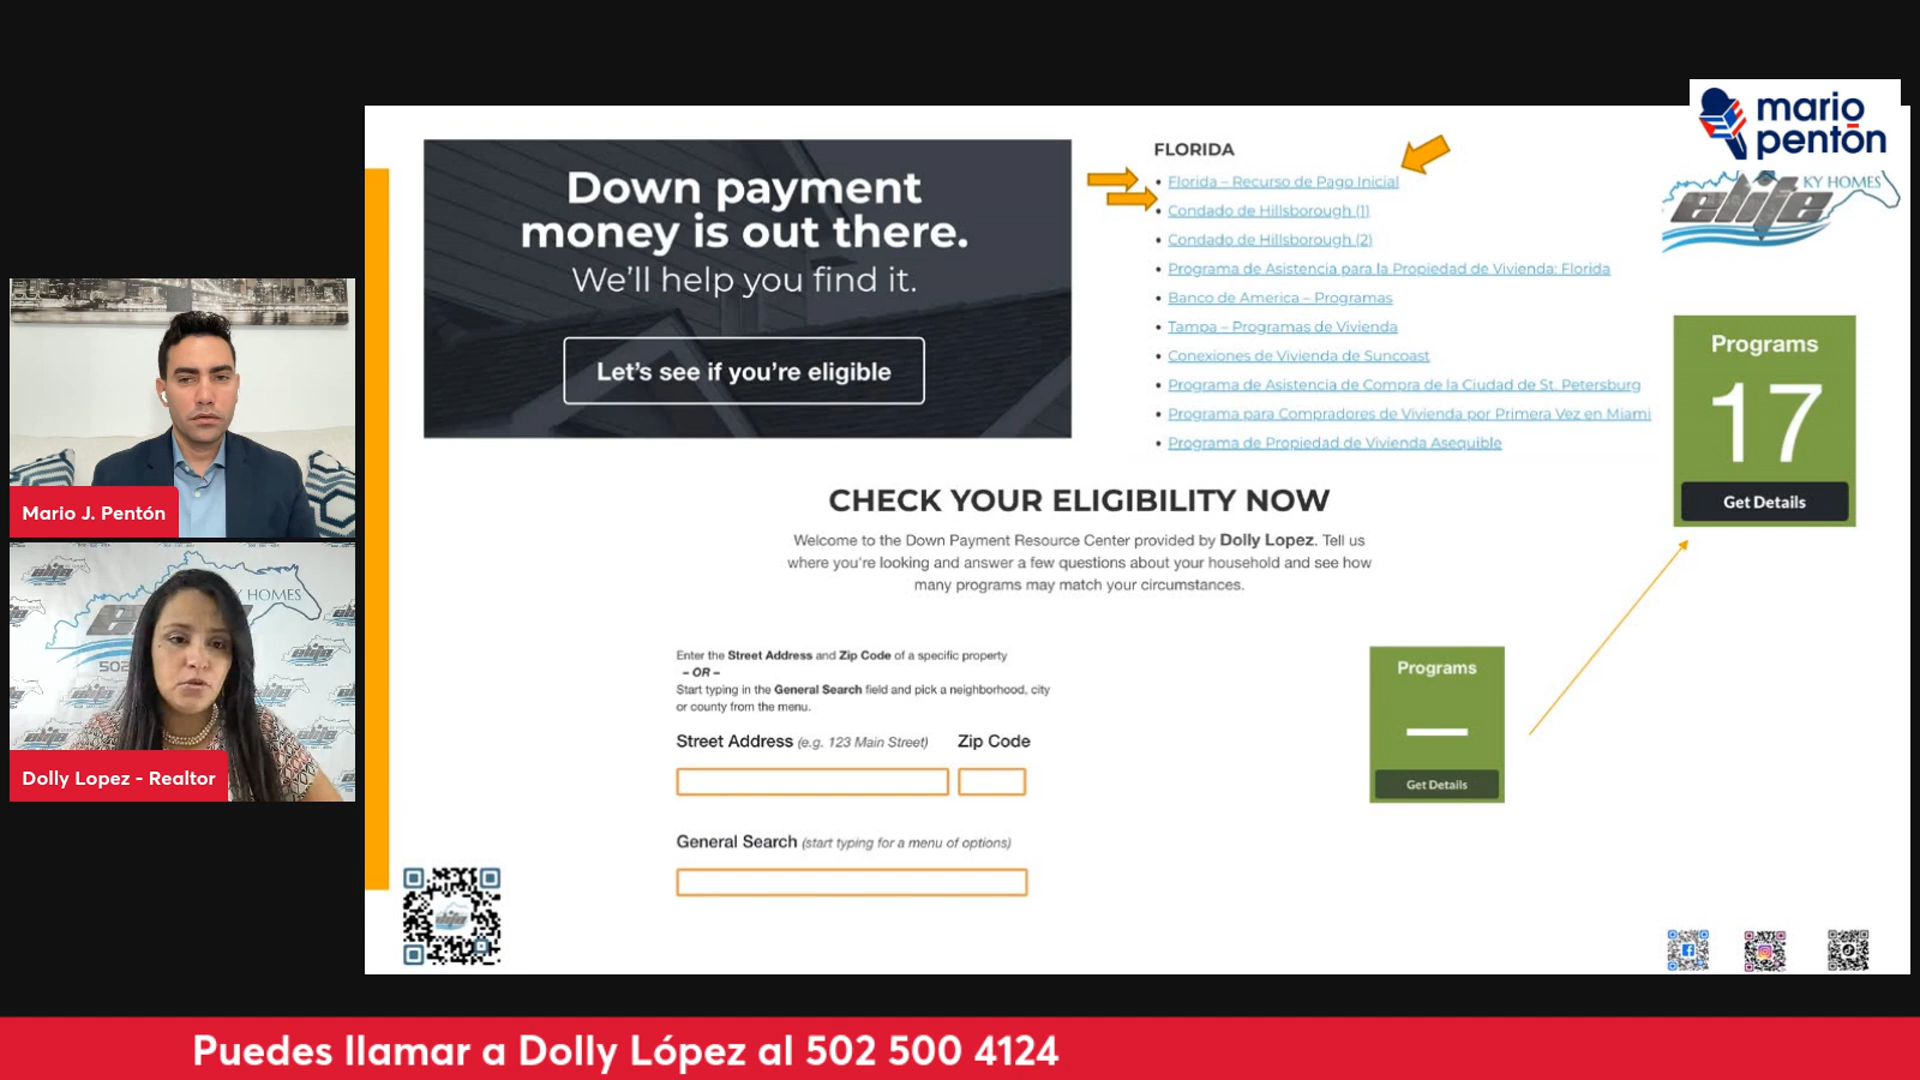 mario
pentón
KY HOMES
elite
Down payment
money is out there.
We'll help you find it.
Let's see if you're eligible
FLORIDA
Florida – Recurso de Pago Inicial
Condado de Hillsborough (1)
Condado de Hillsborough (2)
Programa de Asistencia para la Propiedad de Vivienda: Florida
Banco de America – Programas
Tampa – Programas de Vivienda
Conexiones de Vivienda de Suncoast
Programa de Asistencia de Compra de la Ciudad de St. Petersburg
Programa para Compradores de Vivienda por Primera Vez en Miami
Programa de Propiedad de Vivienda Asequible
Programs
17
Get Details
CHECK YOUR ELIGIBILITY NOW
Welcome to the Down Payment Resource Center provided by Dolly Lopez. Tell us
where you're looking and answer a few questions about your household and see how
many programs may match your circumstances.
Enter the Street Address and Zip Code of a specific property
– OR –
Start typing in the General Search field and pick a neighborhood, city
or county from the menu.
Street Address (e.g. 123 Main Street) Zip Code
General Search (start typing for a menu of options)
Programs
—
Get Details
Mario J. Pentón
KY HOMES
502
Dolly Lopez - Realtor
Puedes llamar a Dolly López al 502 500 4124